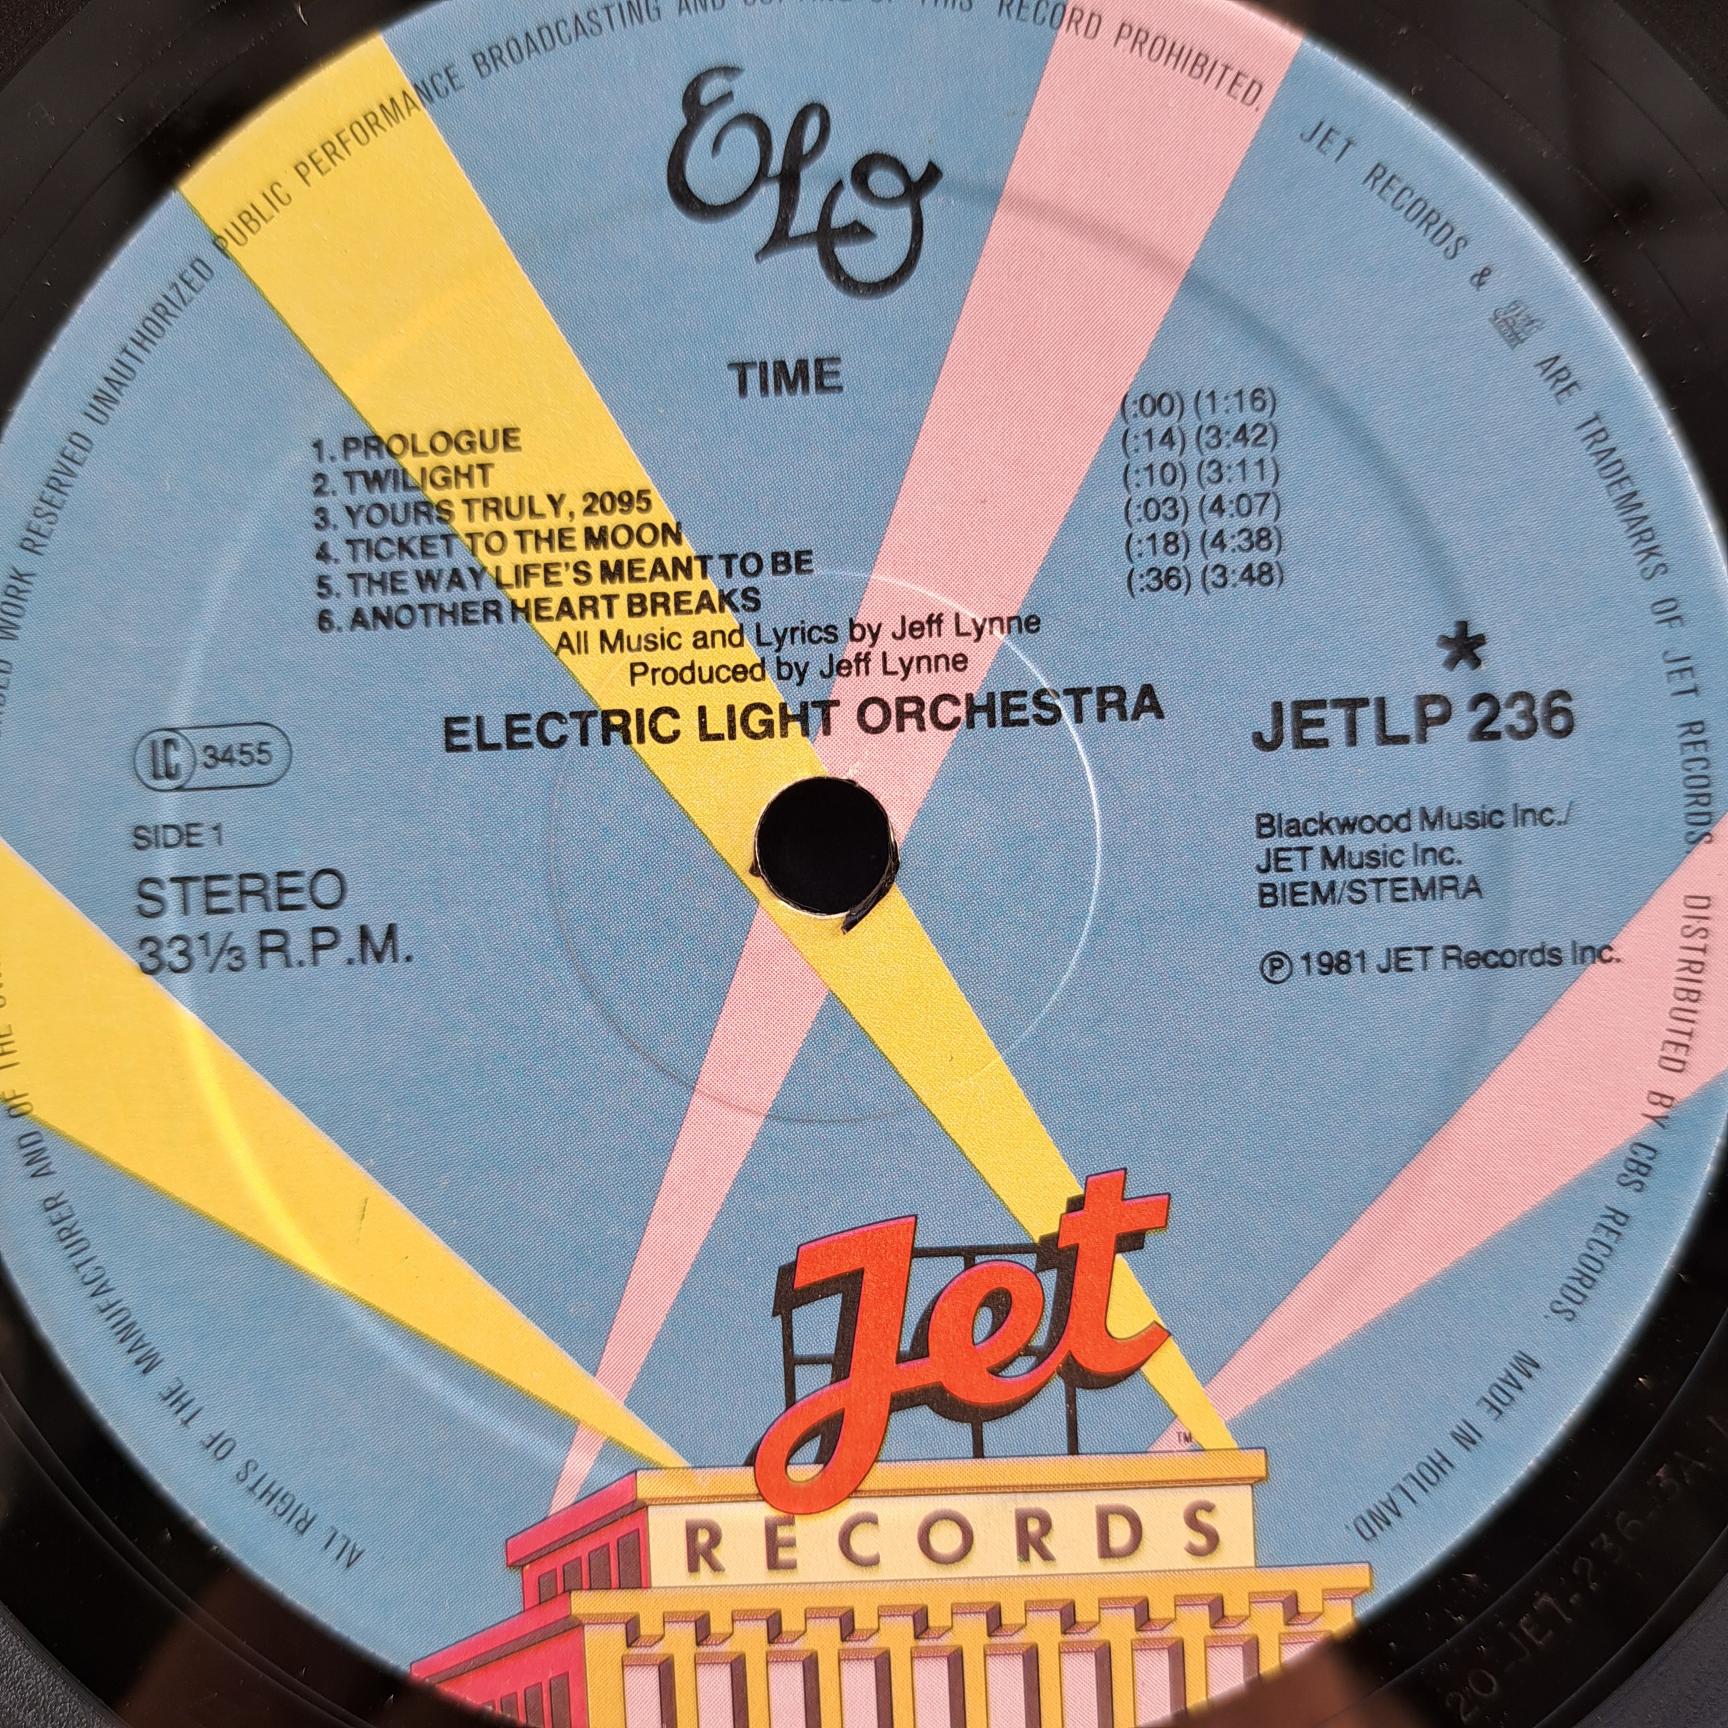 ALL RIGHTS OF THE MANUFACTURER AND OF THE WORK RESERVED UNAUTHORIZED PUBLIC PERFORMANCE BROADCASTING AND OF THIS RECORD PROHIBITED.
JET RECORDS & ARE TRADEMARKS OF JET RECORDS. DISTRIBUTED BY CBS RECORDS. MADE IN HOLLAND.
ELO
TIME
1. PROLOGUE (:00) (1:16)
2. TWILIGHT (:14) (3:42)
3. YOURS TRULY, 2095 (:10) (3:11)
4. TICKET TO THE MOON (:03) (4:07)
5. THE WAY LIFE'S MEANT TO BE (:18) (4:38)
6. ANOTHER HEART BREAKS (:36) (3:48)
All Music and Lyrics by Jeff Lynne
Produced by Jeff Lynne
ELECTRIC LIGHT ORCHESTRA
*
JETLP 236
LC 3455
SIDE 1
STEREO
33⅓ R.P.M.
Blackwood Music Inc./
JET Music Inc.
BIEM/STEMRA
℗ 1981 JET Records Inc.
Jet
TM
RECORDS